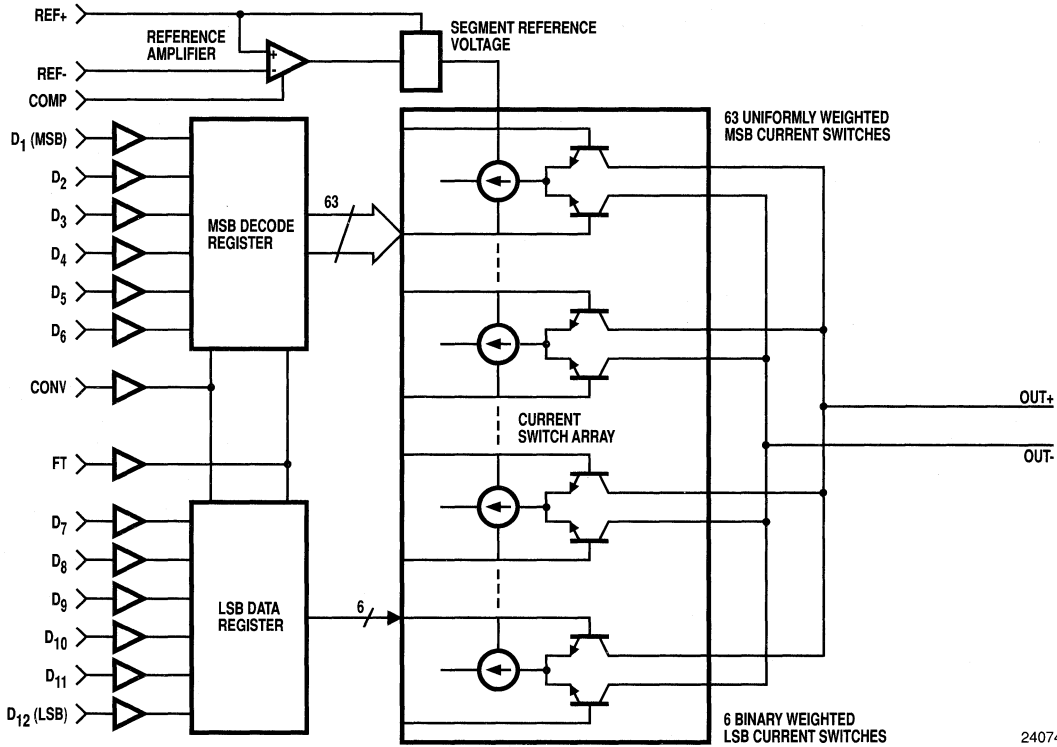 REF+
REFERENCE
AMPLIFIER
+
-
SEGMENT REFERENCE
VOLTAGE
REF-
COMP
D1 (MSB)
D2
D3
D4
D5
D6
MSB DECODE
REGISTER
63
63 UNIFORMLY WEIGHTED
MSB CURRENT SWITCHES
CONV
FT
CURRENT
SWITCH ARRAY
OUT+
OUT-
D7
D8
D9
D10
D11
D12 (LSB)
LSB DATA
REGISTER
6
6 BINARY WEIGHTED
LSB CURRENT SWITCHES
24074